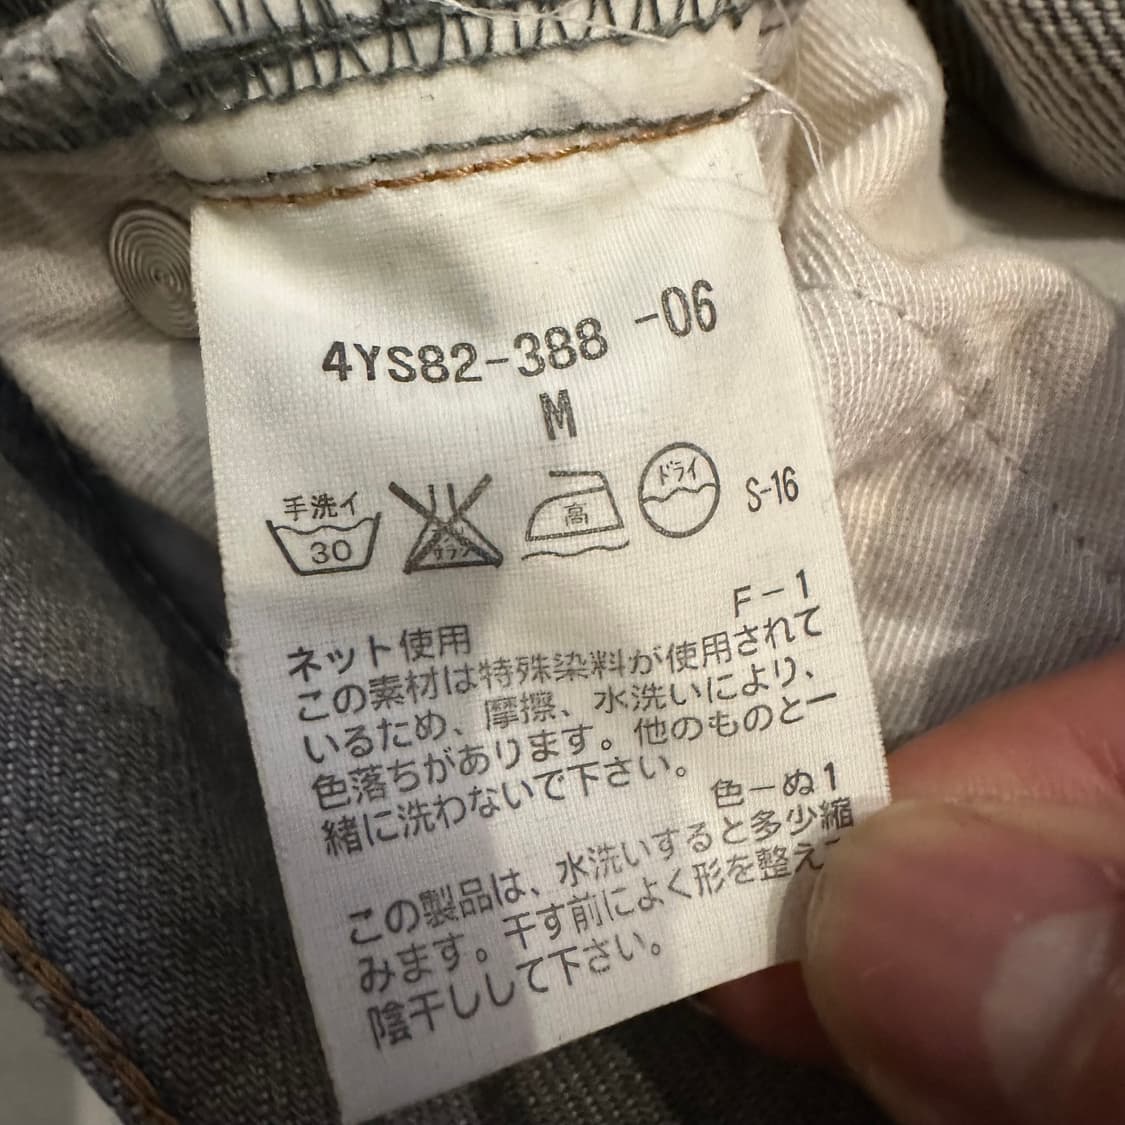 4YS82-388 -06
M
手洗イ
30
高
ドライ
S-16
F-1
ネット使用
この素材は特殊染料が使用されて
いるため、摩擦、水洗いにより、
色落ちがあります。他のものと一
緒に洗わないで下さい。
色ーぬ1
この製品は、水洗いすると多少縮
みます。干す前によく形を整え
陰干しして下さい。